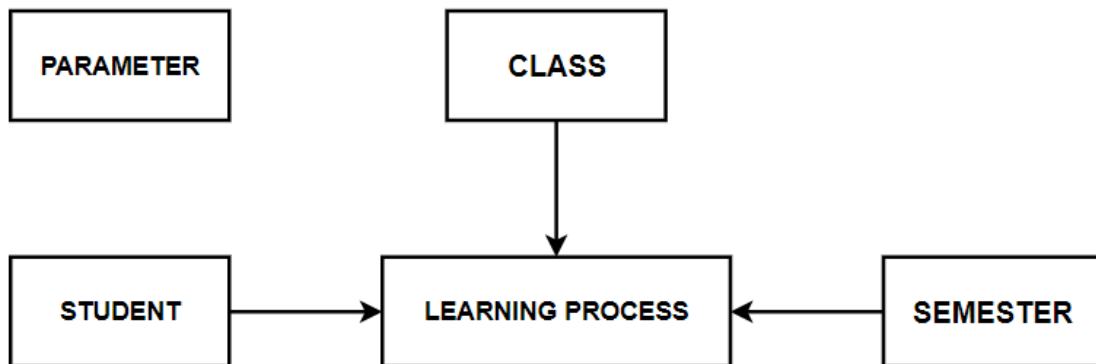 PARAMETER
CLASS
STUDENT
LEARNING PROCESS
SEMESTER